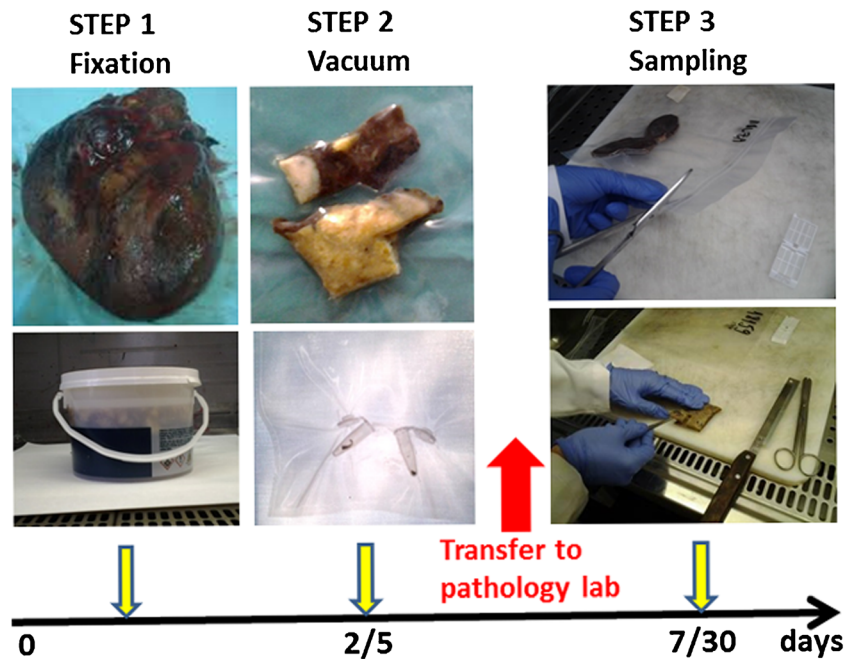 STEP 1
Fixation
STEP 2
Vacuum
STEP 3
Sampling
Transfer to
pathology lab
0
2/5
7/30
days